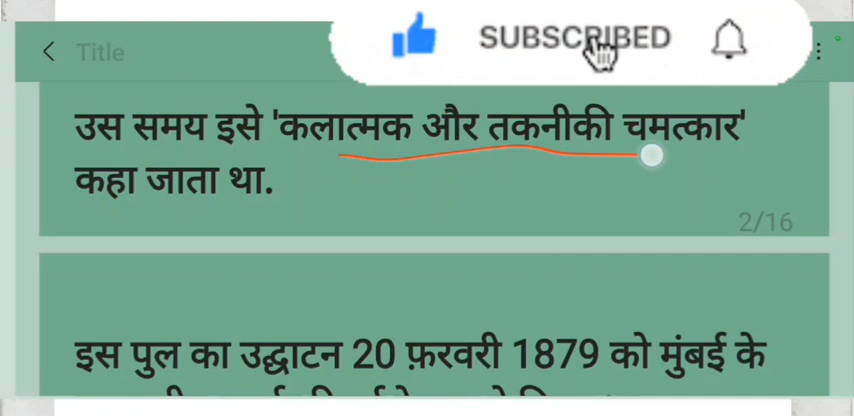 Title
SUBSCRIBED
उस समय इसे 'कलात्मक और तकनीकी चमत्कार'
कहा जाता था.
2/16
इस पुल का उद्घाटन 20 फ़रवरी 1879 को मुंबई के